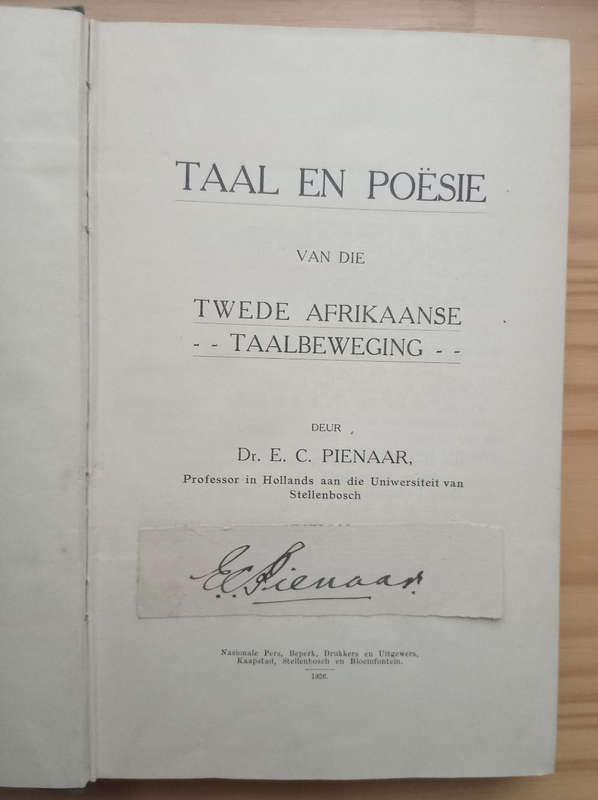 TAAL EN POËSIE
VAN DIE
TWEDE AFRIKAANSE
- - TAALBEWEGING - -
DEUR
Dr. E. C. PIENAAR,
Professor in Hollands aan die Uniwersiteit van
Stellenbosch
E.C. Pienaar.
Nasionale Pers, Beperk, Drukkers en Uitgewers,
Kaapstad, Stellenbosch en Bloemfontein.
1926.